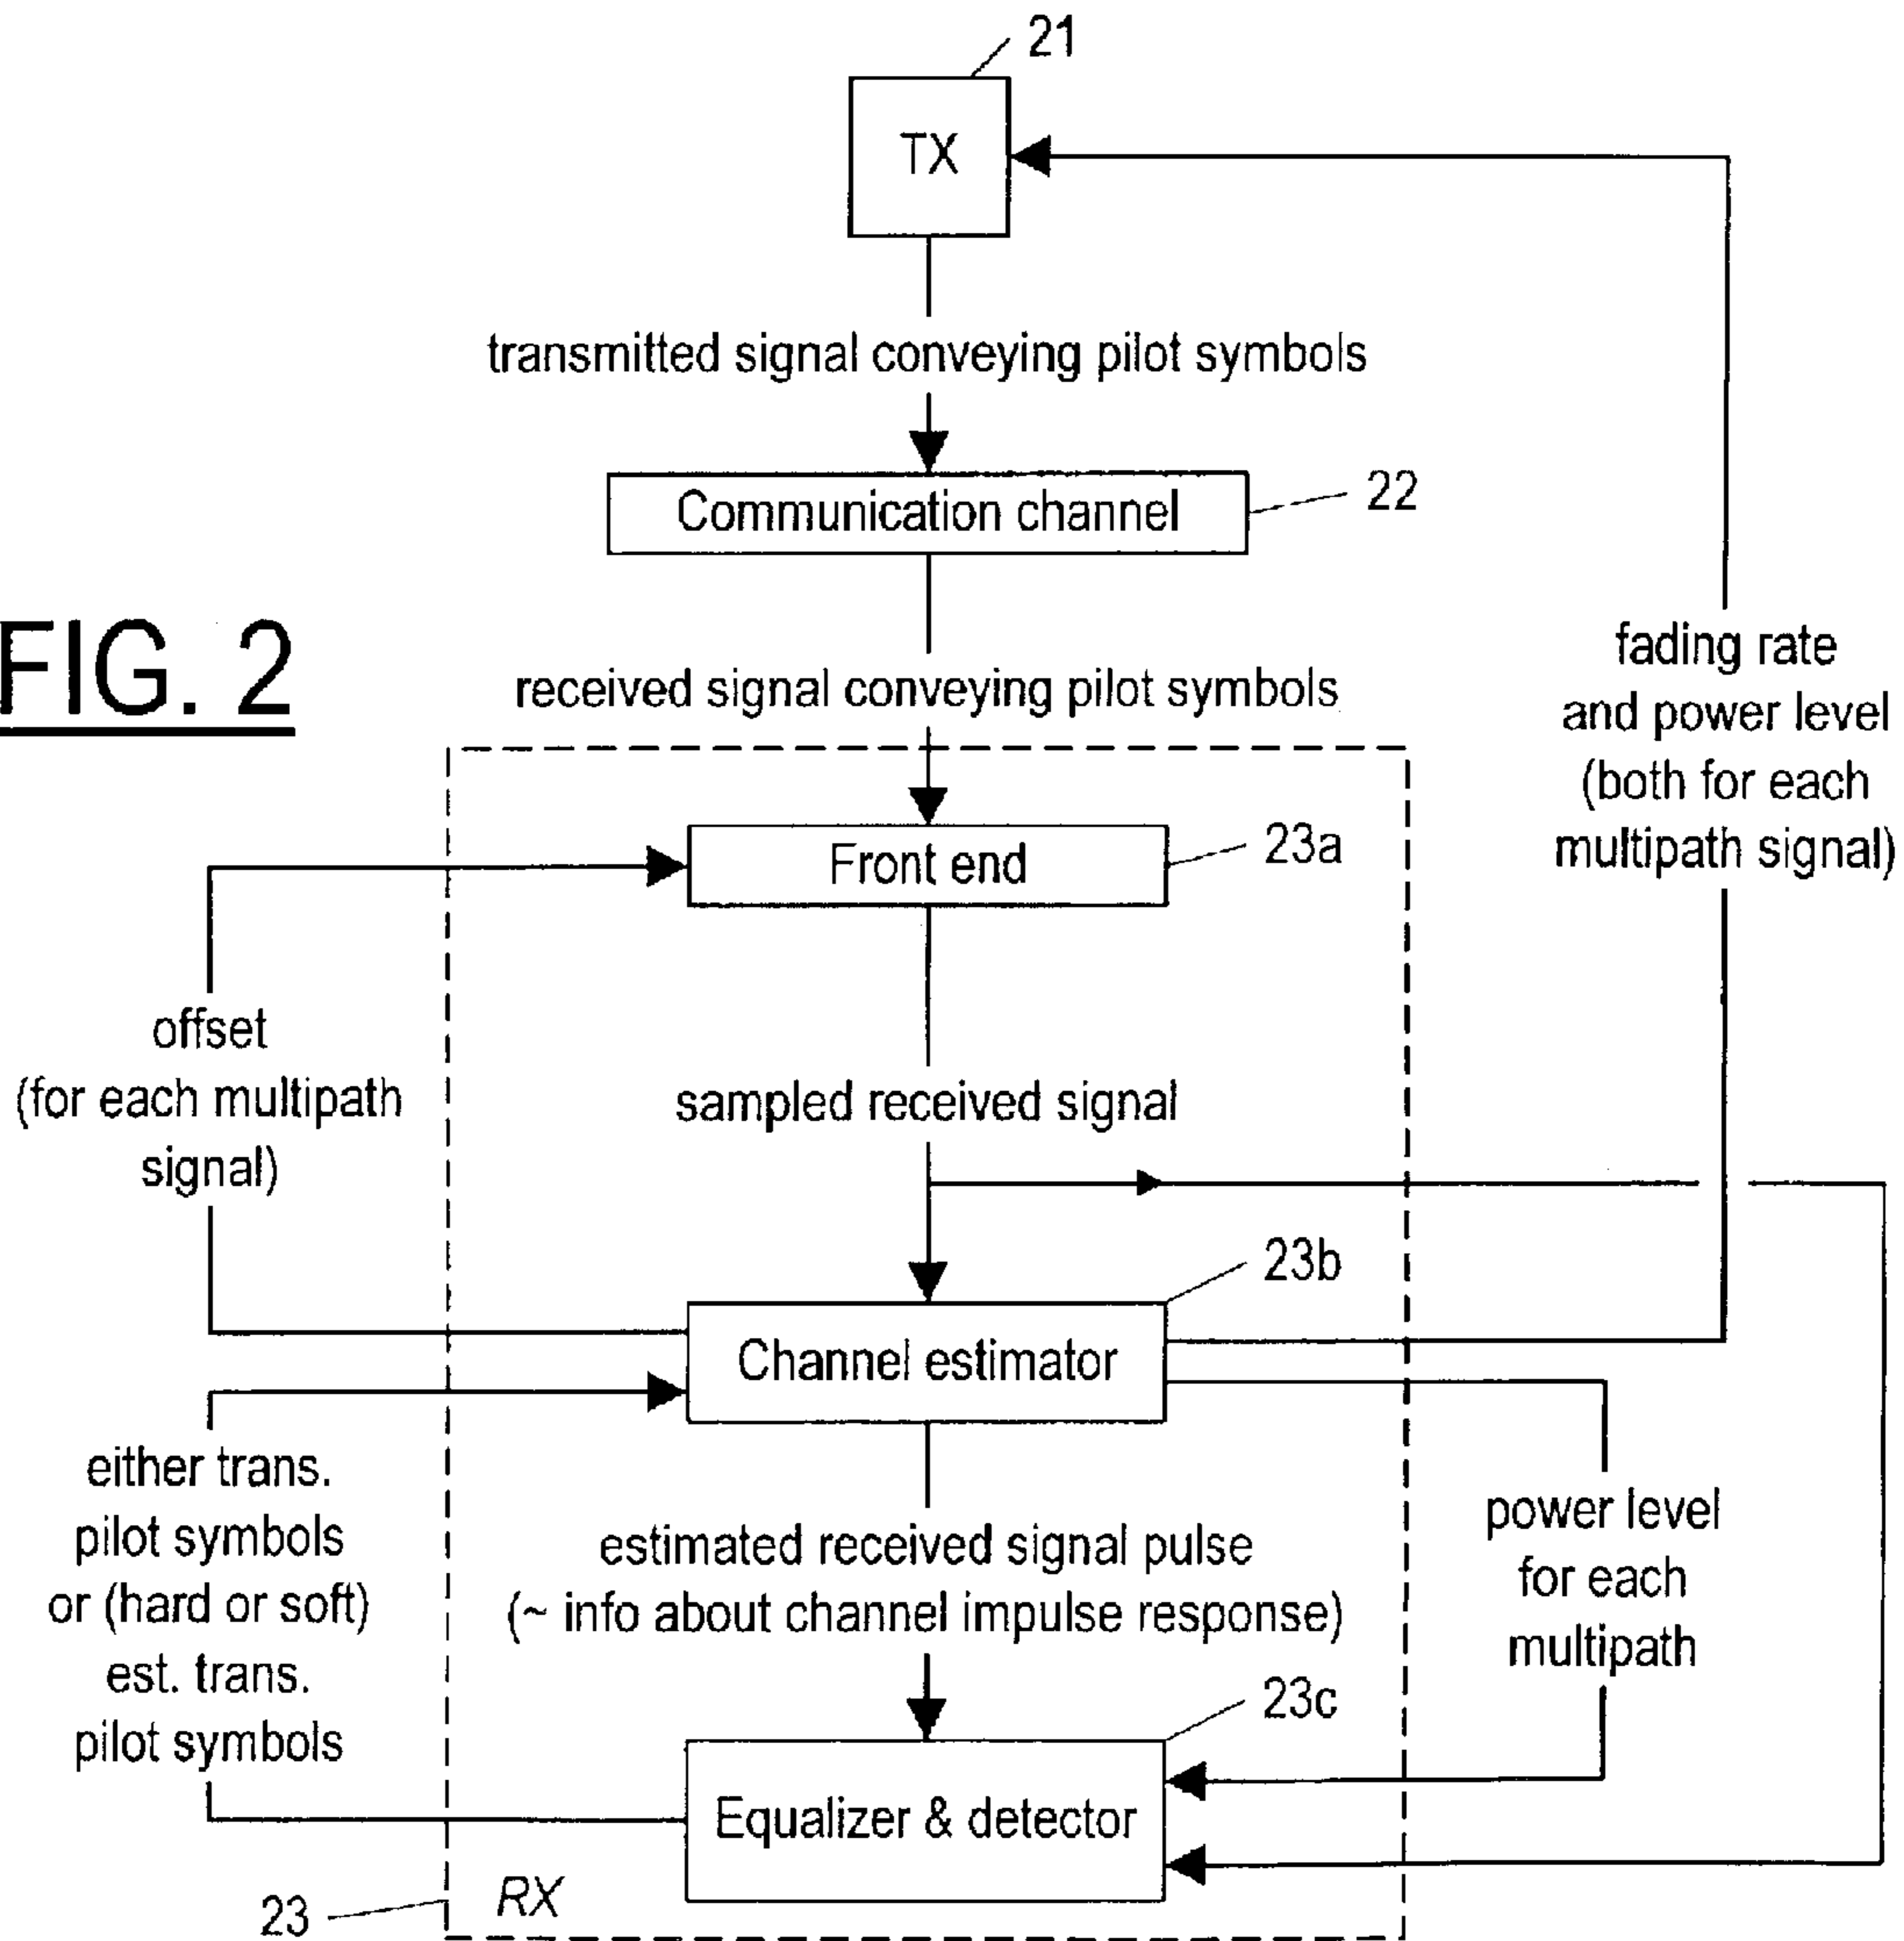 21
TX
transmitted signal conveying pilot symbols
Communication channel
22
FIG. 2
received signal conveying pilot symbols
fading rate
and power level
(both for each
multipath signal)
Front end
23a
offset
(for each multipath
signal)
sampled received signal
23b
Channel estimator
either trans.
pilot symbols
or (hard or soft)
est. trans.
pilot symbols
estimated received signal pulse
(~ info about channel impulse response)
power level
for each
multipath
23c
Equalizer & detector
RX
23